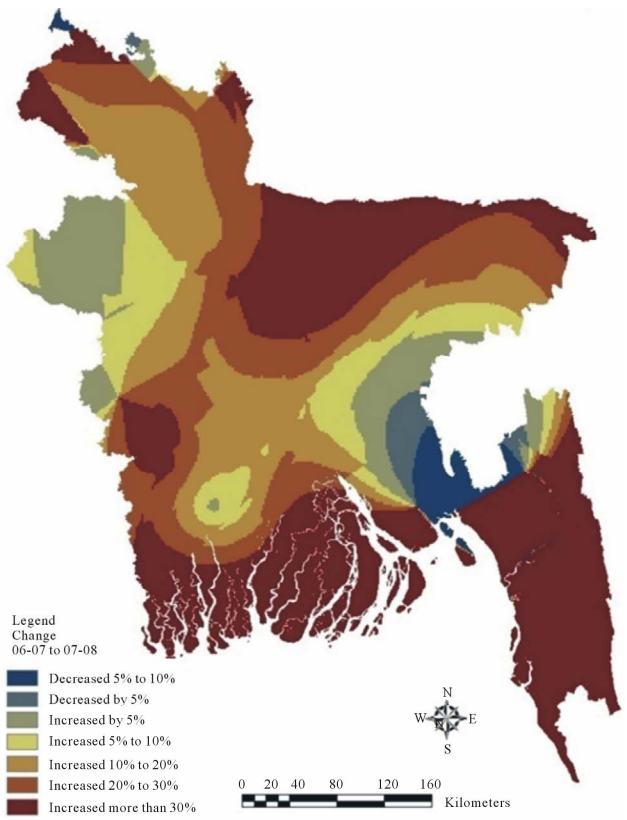 Legend
Change
06-07 to 07-08
Decreased 5% to 10%
Decreased by 5%
Increased by 5%
Increased 5% to 10%
Increased 10% to 20%
Increased 20% to 30%
Increased more than 30%
N
W E
S
0 20 40 80 120 160
Kilometers